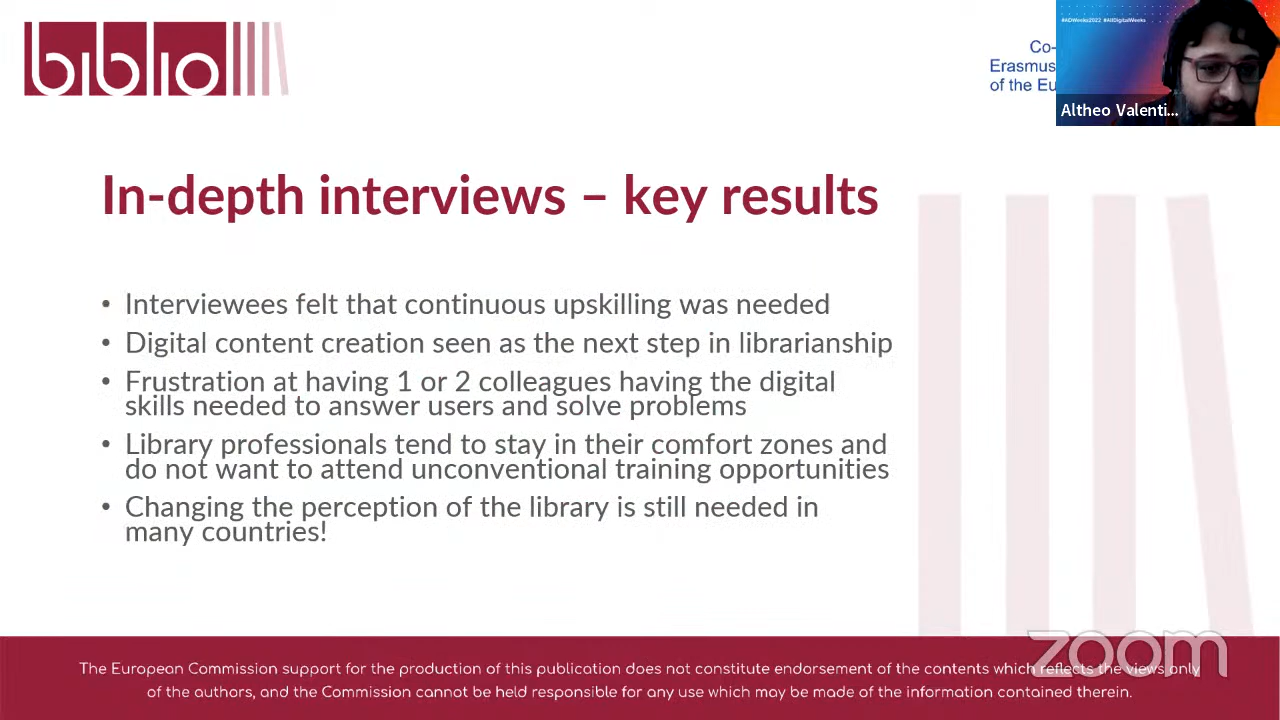 biblio
Co-
Erasmus
of the Eu
#ADWeeks2022 #AllDigitalWeeks
Altheo Valenti...
In-depth interviews – key results
• Interviewees felt that continuous upskilling was needed
• Digital content creation seen as the next step in librarianship
• Frustration at having 1 or 2 colleagues having the digital
skills needed to answer users and solve problems
• Library professionals tend to stay in their comfort zones and
do not want to attend unconventional training opportunities
• Changing the perception of the library is still needed in
many countries!
zoom
The European Commission support for the production of this publication does not constitute endorsement of the contents which reflects the views only
of the authors, and the Commission cannot be held responsible for any use which may be made of the information contained therein.